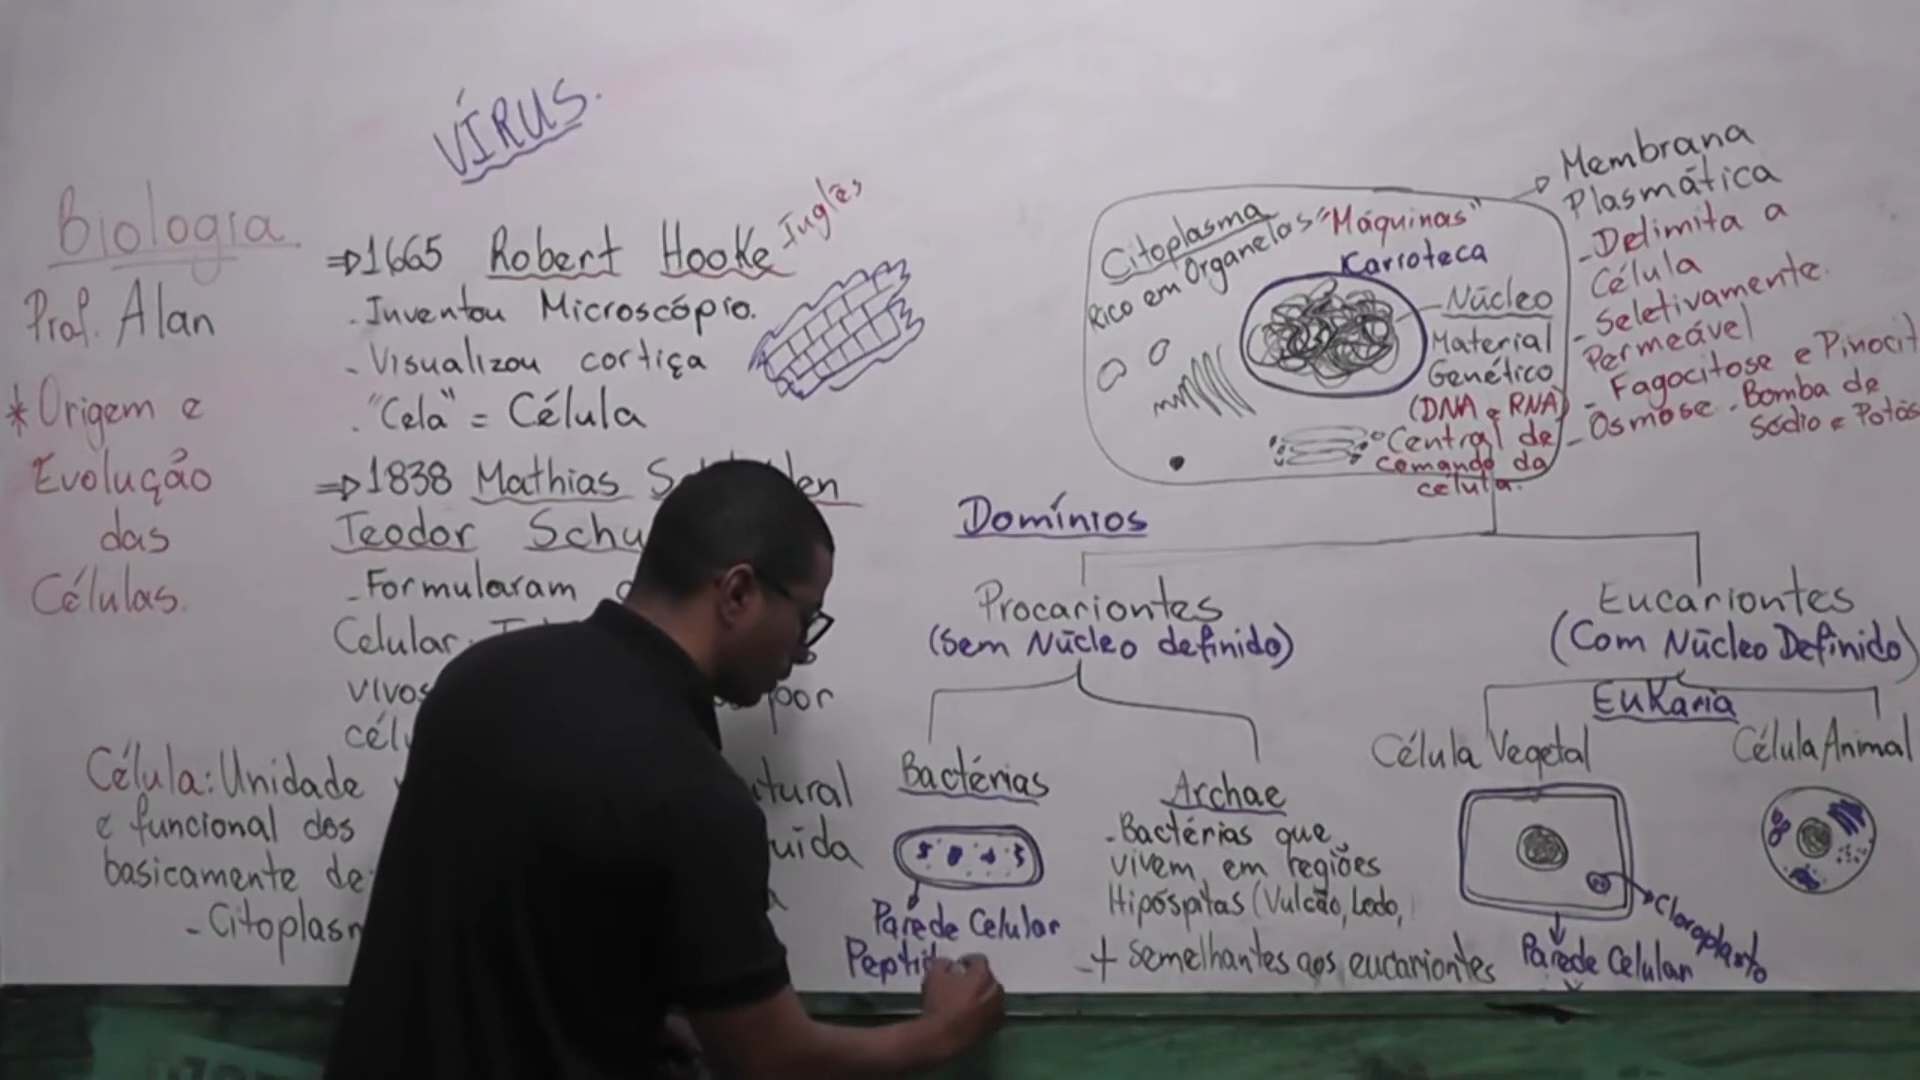 VÍRUS.
Biologia
Prof. Alan
* Origem e
Evolução
das
Células.
⇒1665 Robert Hooke Inglês
. Inventou Microscópio.
- Visualizou cortiça
. "Cela" = Célula
⇒1838 Mathias
Teodor
- Formularam
Celular.
vivos por
Célula: Unidade
e funcional dos
basicamente de:
- Citoplasm
Citoplasma
Rico em Organelas "Máquinas"
Karioteca
Núcleo
Material
Genético
(DNA e RNA)
Central de
comando da
célula.
Membrana
Plasmática
- Delimita a
Célula
- Seletivamente
Permeável
- Fagocitose e Pinocit
- Osmose - Bomba de
Sódio e Potás
Domínios
Procariontes
(Sem Núcleo definido)
Bactérias
Parede Celular
Archae
- Bactérias que
vivem em regiões
Hipóspitas (Vulcão, Lodo,
- + semelhantes aos eucariontes
Eucariontes
(Com Núcleo Definido)
EuKaria
Célula Vegetal
Cloroplasto
Parede Celular
Célula Animal